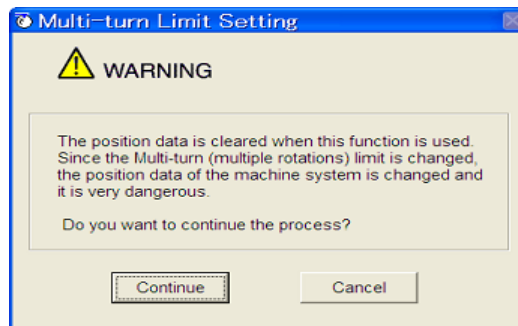 Multi-turn Limit Setting
WARNING
The position data is cleared when this function is used.
Since the Multi-turn (multiple rotations) limit is changed,
the position data of the machine system is changed and
it is very dangerous.
Do you want to continue the process?
Continue
Cancel